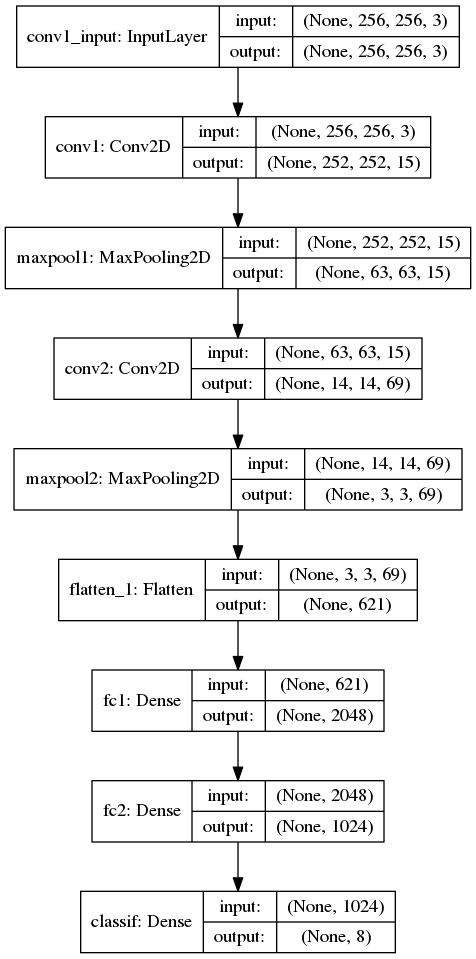 conv1_input: InputLayer
input: (None, 256, 256, 3)
output: (None, 256, 256, 3)
conv1: Conv2D
input: (None, 256, 256, 3)
output: (None, 252, 252, 15)
maxpool1: MaxPooling2D
input: (None, 252, 252, 15)
output: (None, 63, 63, 15)
conv2: Conv2D
input: (None, 63, 63, 15)
output: (None, 14, 14, 69)
maxpool2: MaxPooling2D
input: (None, 14, 14, 69)
output: (None, 3, 3, 69)
flatten_1: Flatten
input: (None, 3, 3, 69)
output: (None, 621)
fc1: Dense
input: (None, 621)
output: (None, 2048)
fc2: Dense
input: (None, 2048)
output: (None, 1024)
classif: Dense
input: (None, 1024)
output: (None, 8)